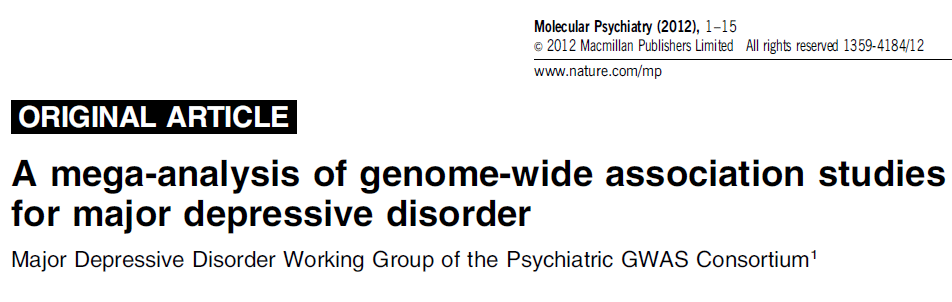 Molecular Psychiatry (2012), 1–15
© 2012 Macmillan Publishers Limited All rights reserved 1359-4184/12
www.nature.com/mp
ORIGINAL ARTICLE
A mega-analysis of genome-wide association studies
for major depressive disorder
Major Depressive Disorder Working Group of the Psychiatric GWAS Consortium¹